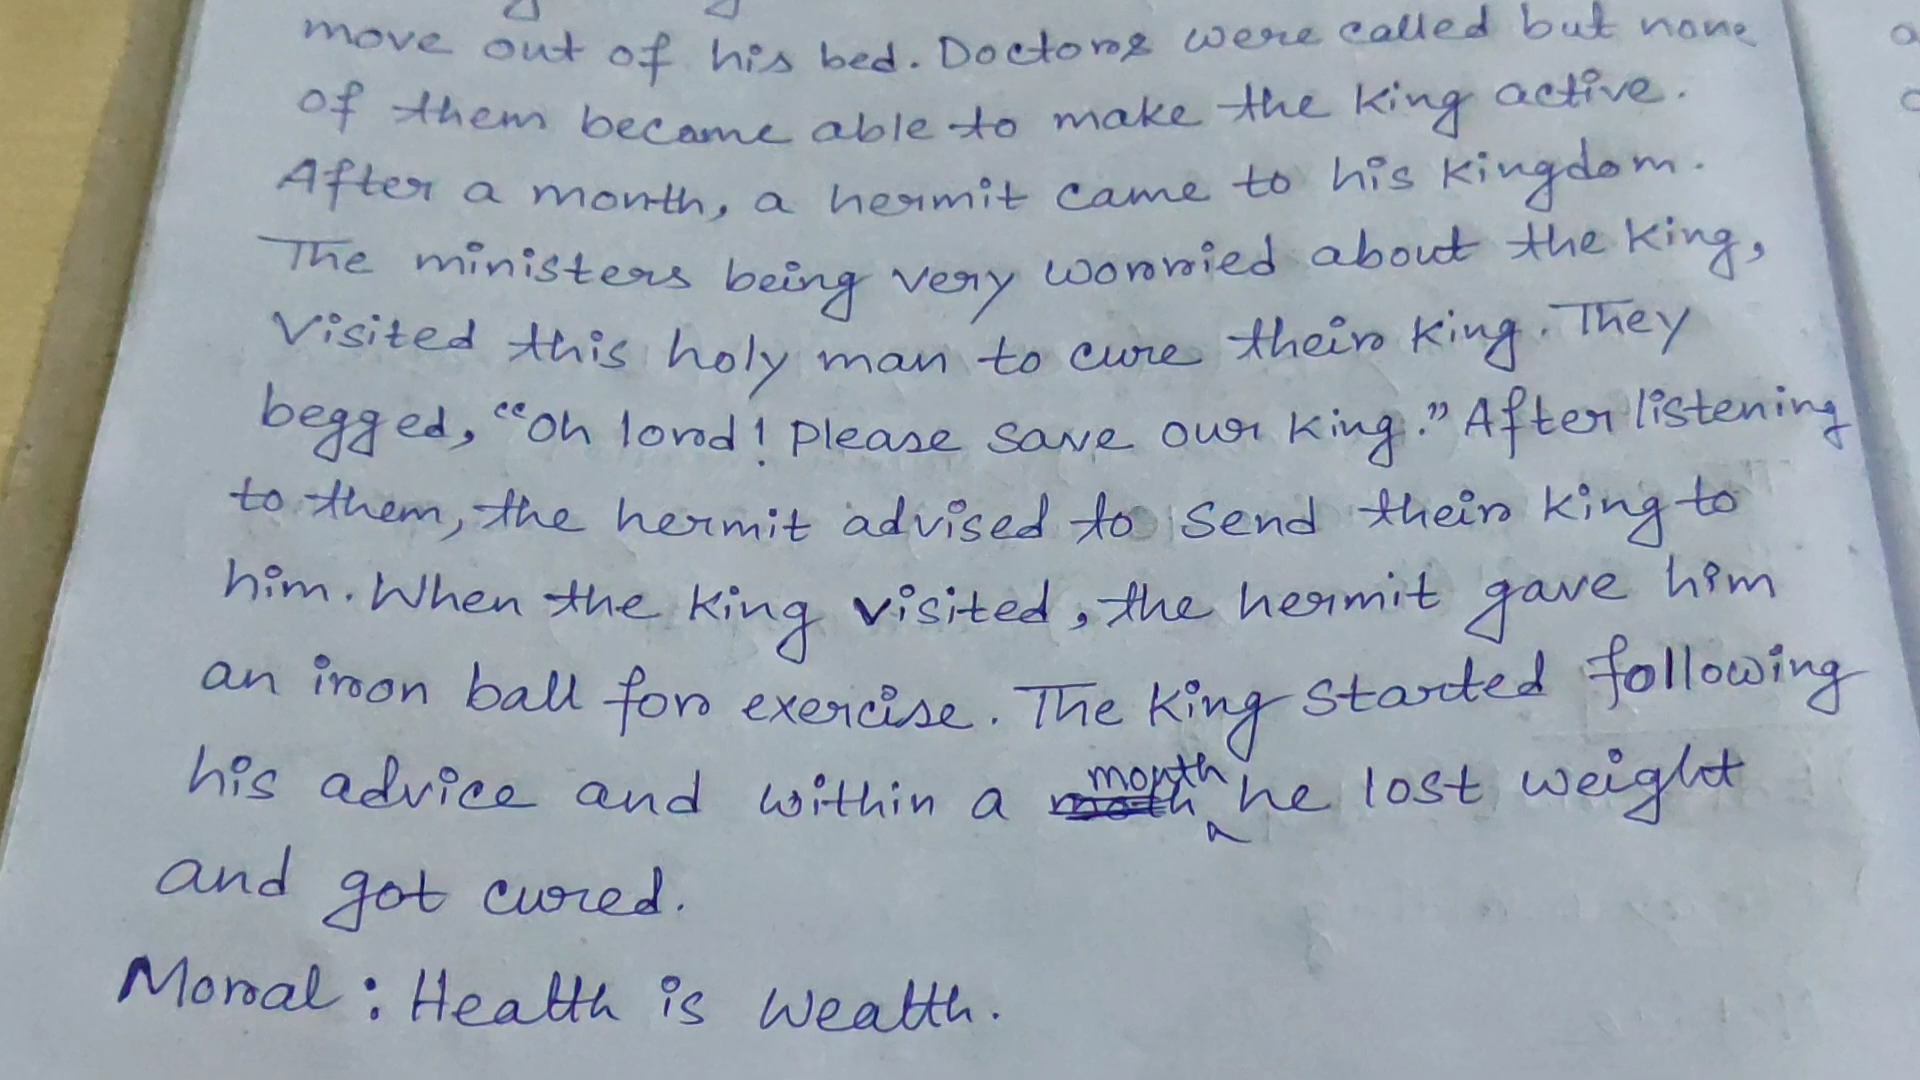 move out of his bed. Doctors were called but none
of them became able to make the king active.
After a month, a hermit came to his kingdom.
The ministers being very worried about the king,
visited this holy man to cure their king. They
begged, "Oh lord! please save our king." After listening
to them, the hermit advised to send their king to
him. When the king visited, the hermit gave him
an iron ball for exercise. The king started following
his advice and within a month he lost weight
and got cured.
Moral : Health is wealth.